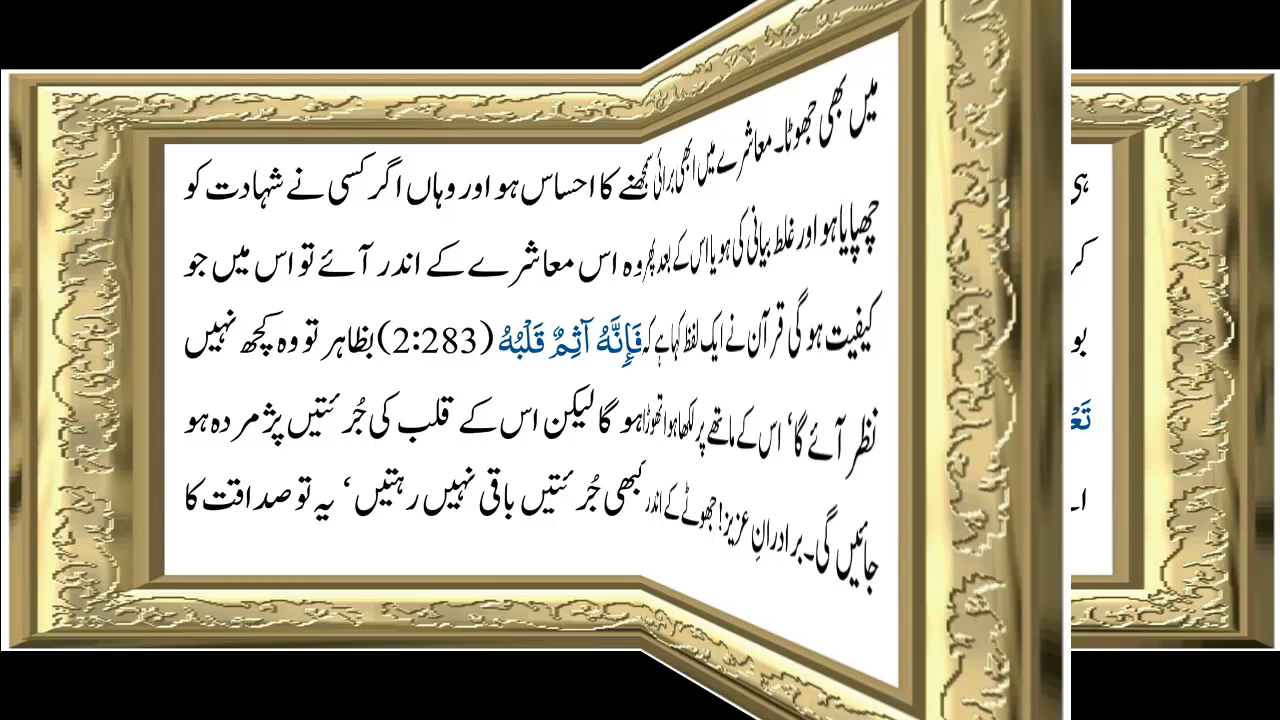 میں بھی جھوٹا۔ معاشرے میں ابھی برائی سمجھنے کا احساس ہو اور وہاں اگر کسی نے شہادت کو
چھپایا ہو اور غلط بیانی کی ہو یا اس کے بعد پھر وہ اس معاشرے کے اندر آئے تو اس میں جو
کیفیت ہو گی قرآن نے ایک لفظ کہا ہے کہ فَإِنَّهُ آثِمٌ قَلْبُهُ (2:283) بظاہر تو وہ کچھ نہیں
نظر آئے گا‘ اس کے ماتھے پر لکھا ہوا تھوڑا ہو گا لیکن اس کے قلب کی جُرئتیں پژمردہ ہو
جائیں گی۔ برادرانِ عزیز! جھوٹے کے اندر کبھی جُرئتیں باقی نہیں رہتیں‘ یہ تو صداقت کا
ہی
کر
بو
تَعْ